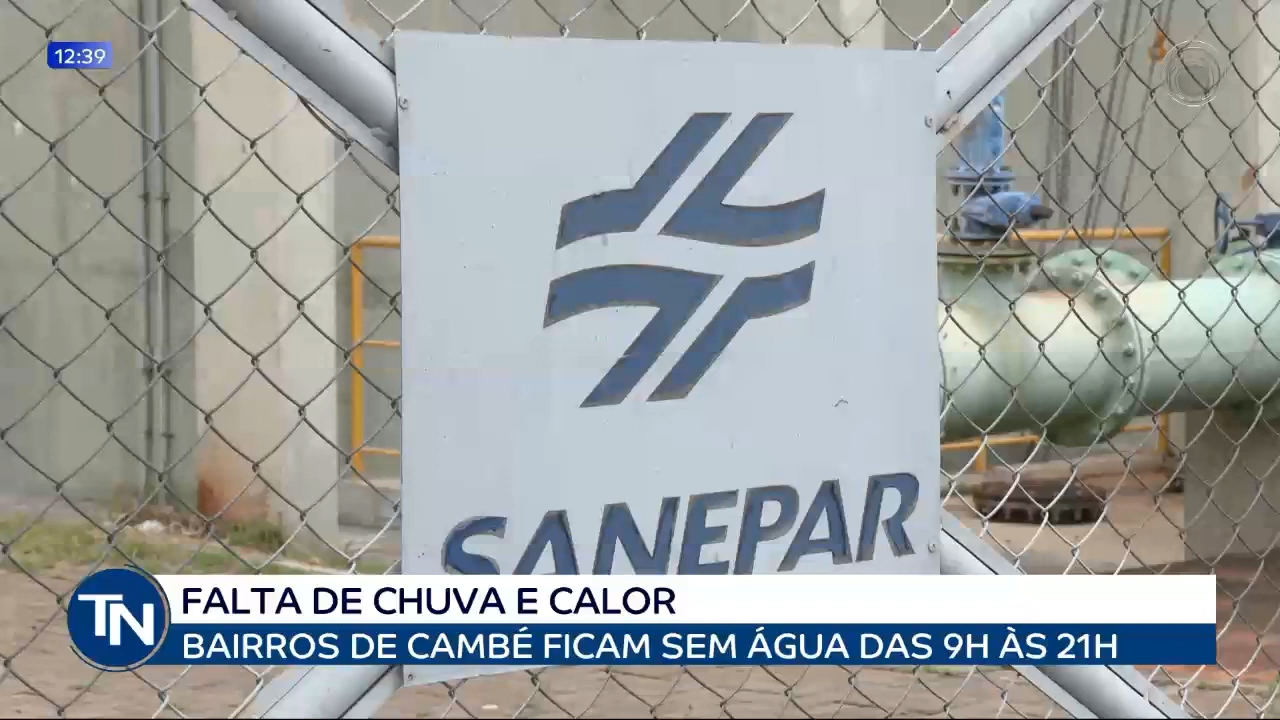 12:39
SANEPAR
TN
FALTA DE CHUVA E CALOR
BAIRROS DE CAMBÉ FICAM SEM ÁGUA DAS 9H ÀS 21H